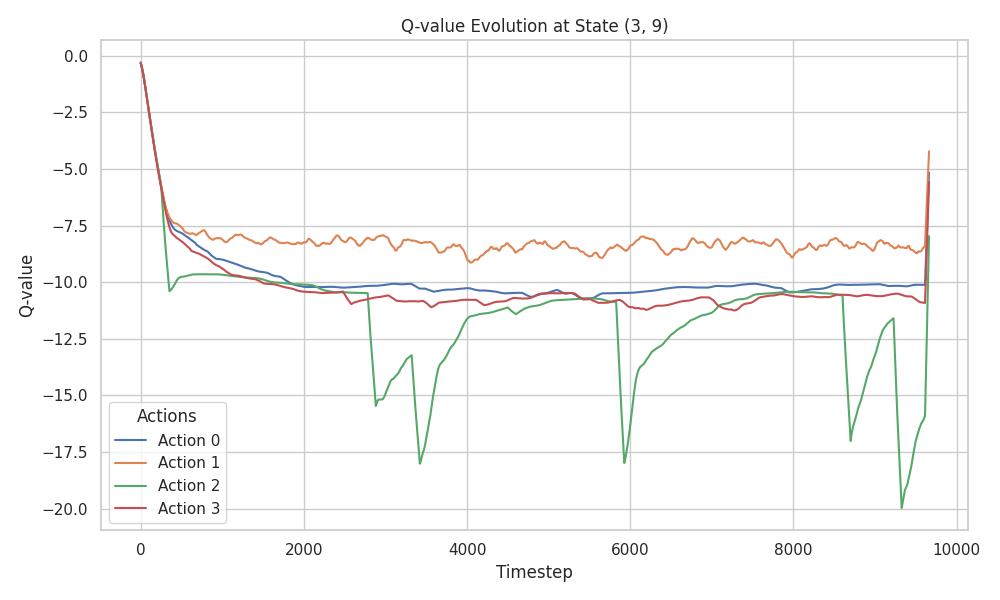 Q-value Evolution at State (3, 9)
Q-value
0.0
−2.5
−5.0
−7.5
−10.0
−12.5
−15.0
−17.5
−20.0
Actions
Action 0
Action 1
Action 2
Action 3
0
2000
4000
6000
8000
10000
Timestep